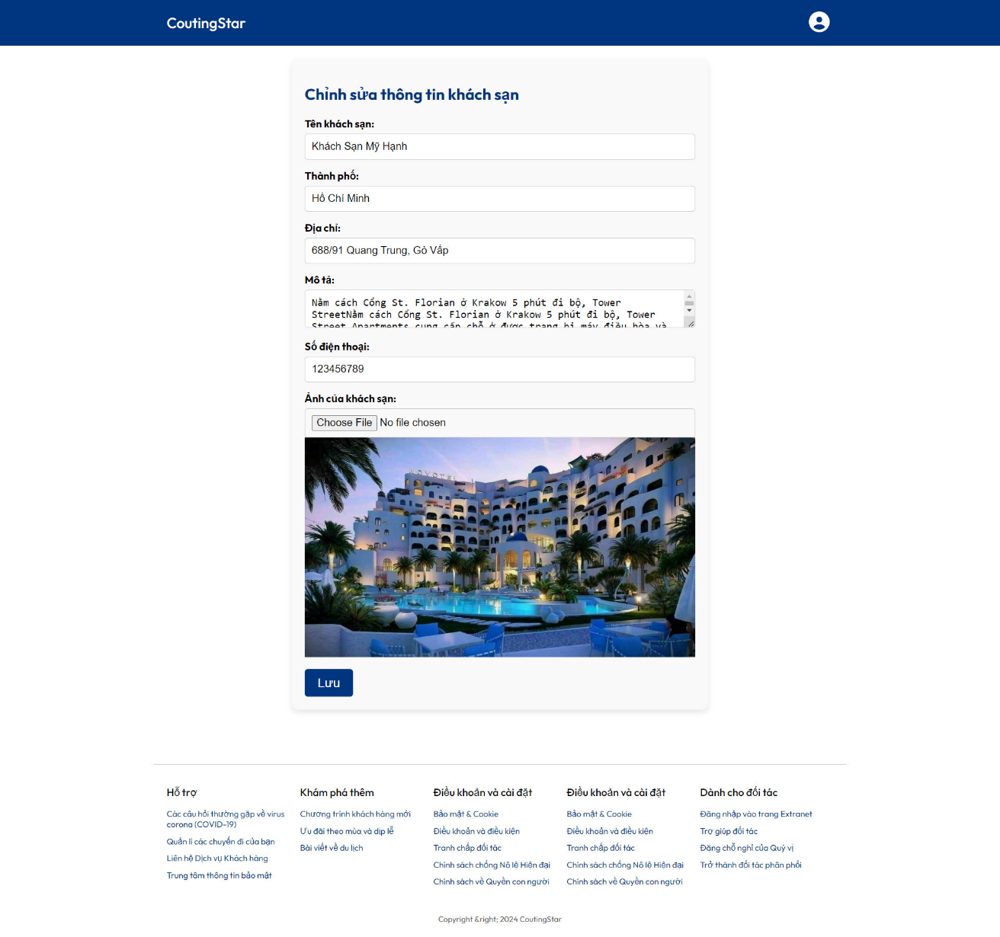 CoutingStar
Chỉnh sửa thông tin khách sạn
Tên khách sạn:
Khách Sạn Mỹ Hạnh
Thành phố:
Hồ Chí Minh
Địa chỉ:
688/91 Quang Trung, Gò Vấp
Mô tả:
Nằm cách Cổng St. Florian ở Krakow 5 phút đi bộ, Tower
StreetNằm cách Cổng St. Florian ở Krakow 5 phút đi bộ, Tower
Street Apartments cung cấp chỗ ở được trang bị máy điều hòa và
Số điện thoại:
123456789
Ảnh của khách sạn:
Choose File No file chosen
NOVOTEL
Lưu
Hỗ trợ
Các câu hỏi thường gặp về virus
corona (COVID-19)
Quản lí các chuyến đi của bạn
Liên hệ Dịch vụ Khách hàng
Trung tâm thông tin bảo mật
Khám phá thêm
Chương trình khách hàng mới
Ưu đãi theo mùa và dịp lễ
Bài viết về du lịch
Điều khoản và cài đặt
Bảo mật & Cookie
Điều khoản và điều kiện
Tranh chấp đối tác
Chính sách chống Nô lệ Hiện đại
Chính sách về Quyền con người
Điều khoản và cài đặt
Bảo mật & Cookie
Điều khoản và điều kiện
Tranh chấp đối tác
Chính sách chống Nô lệ Hiện đại
Chính sách về Quyền con người
Dành cho đối tác
Đăng nhập vào trang Extranet
Trợ giúp đối tác
Đăng chỗ nghỉ của Quý vị
Trở thành đối tác phân phối
Copyright &right; 2024 CoutingStar